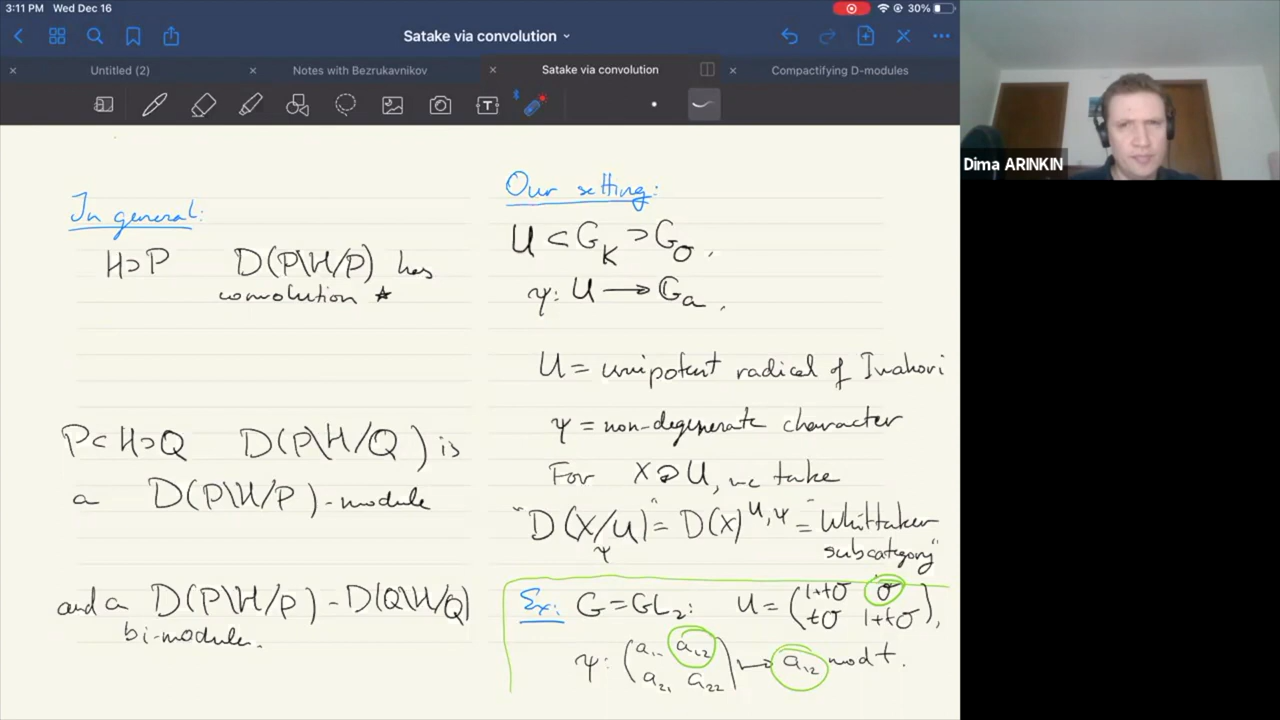 3:11 PM Wed Dec 16
30%
Satake via convolution
Untitled (2)
Notes with Bezrukavnikov
Satake via convolution
Compactifying D-modules
Dima ARINKIN
In general:
H⊃P D(P\H/P) has
convolution ★
P⊂H⊃Q D(P\H/Q) is
a D(P\H/P)-module
and a D(P\H/P)-D(Q\H/Q)
bi-module.
Our setting:
U ⊂ G_K ⊃ G_O,
ψ: U ⟶ G_a,
U = unipotent radical of Iwahori
ψ = non-degenerate character
For X ↻ U, we take
"D(X/_ψ U)" = D(X)^{U,ψ} = "Whittaker
subcategory"
Ex: G = GL_2: U = (1+tO O
tO 1+tO),
ψ: (a_11 a_12
a_21 a_22) ⟼ a_12 mod t.